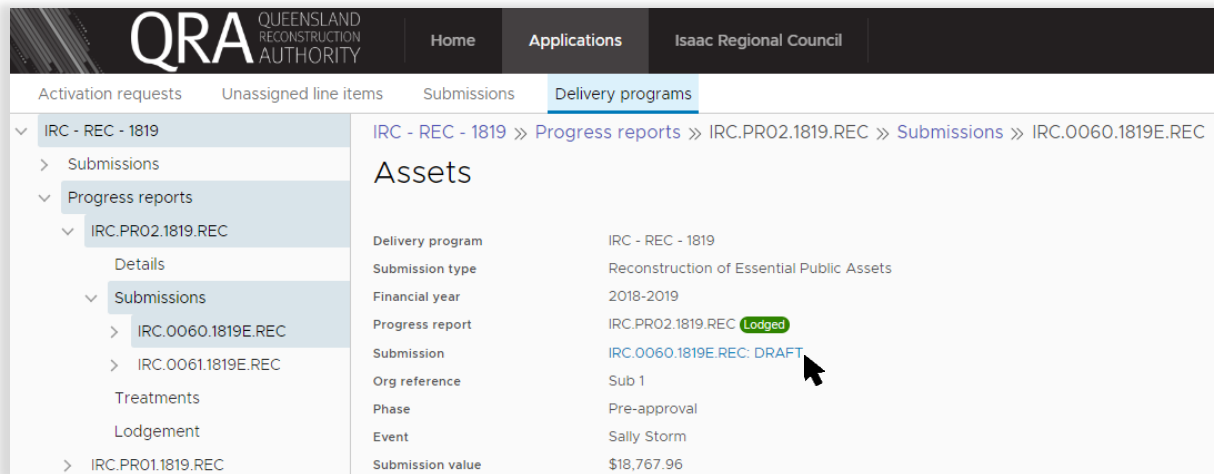 QRA QUEENSLAND
RECONSTRUCTION
AUTHORITY
Home Applications Isaac Regional Council
Activation requests Unassigned line items Submissions Delivery programs
IRC - REC - 1819
Submissions
Progress reports
IRC.PR02.1819.REC
Details
Submissions
IRC.0060.1819E.REC
IRC.0061.1819E.REC
Treatments
Lodgement
IRC.PR01.1819.REC
IRC - REC - 1819 >> Progress reports >> IRC.PR02.1819.REC >> Submissions >> IRC.0060.1819E.REC
Assets
Delivery program IRC - REC - 1819
Submission type Reconstruction of Essential Public Assets
Financial year 2018-2019
Progress report IRC.PR02.1819.REC Lodged
Submission IRC.0060.1819E.REC: DRAFT
Org reference Sub 1
Phase Pre-approval
Event Sally Storm
Submission value $18,767.96